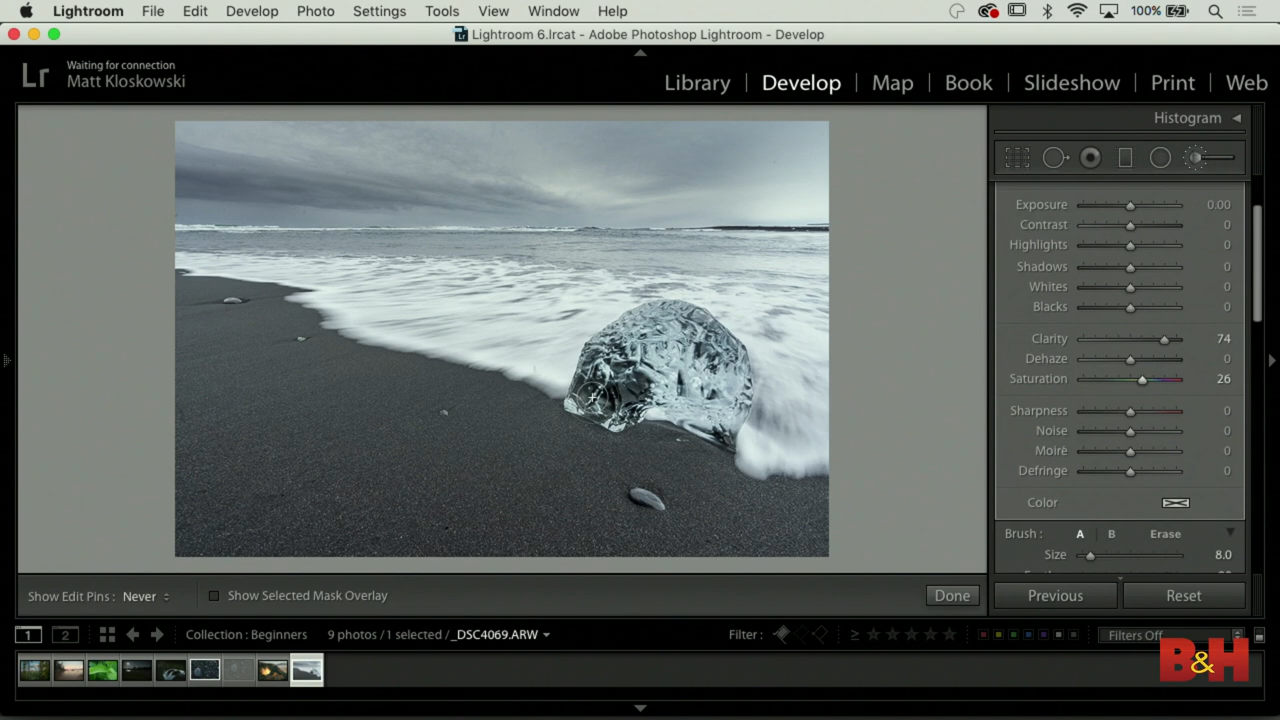 Lightroom File Edit Develop Photo Settings Tools View Window Help 100%
Lightroom 6.lrcat - Adobe Photoshop Lightroom - Develop
Lr
Waiting for connection
Matt Kloskowski
Library | Develop | Map | Book | Slideshow | Print | Web
Histogram
Exposure 0.00
Contrast 0
Highlights 0
Shadows 0
Whites 0
Blacks 0
Clarity 74
Dehaze 0
Saturation 26
Sharpness 0
Noise 0
Moiré 0
Defringe 0
Color
Brush : A B Erase
Size 8.0
Show Edit Pins : Never Show Selected Mask Overlay Done
Previous Reset
1 2 Collection : Beginners 9 photos / 1 selected / _DSC4069.ARW Filter : Filters Off
B&H